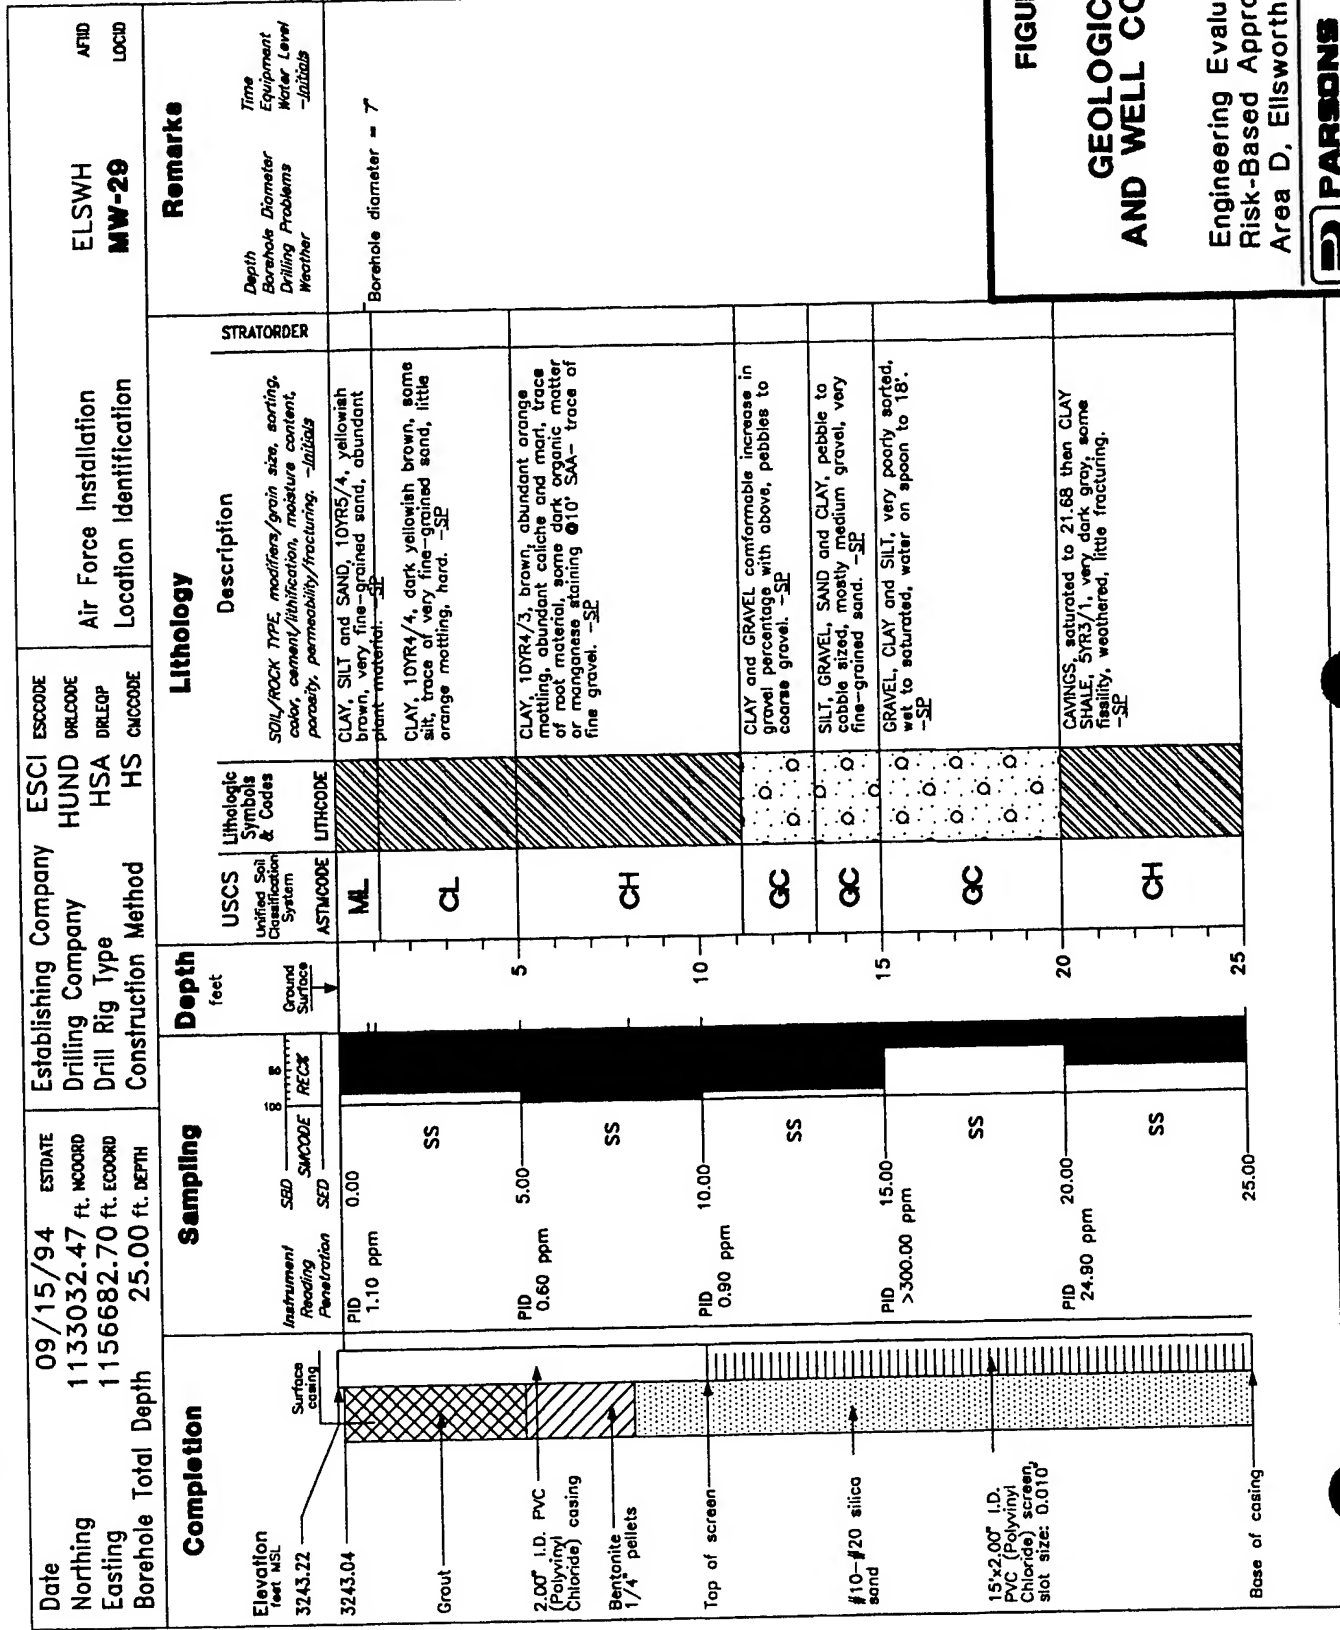 Date 09/15/94 ESTDATE
Northing 1133032.47 ft. NCOORD
Easting 1156682.70 ft. ECOORD
Borehole Total Depth 25.00 ft. DEPTH
Establishing Company ESCI ESCCODE
Drilling Company HUND DRLCODE
Drill Rig Type HSA DRLEQP
Construction Method HS CMCCODE
Air Force Installation ELSWH AFIID
Location Identification MW-29 LOCID
Completion
Elevation
feet MSL
3243.22
3243.04
Surface
casing
Grout
2.00" I.D. PVC
(Polyvinyl
Chloride) casing
Bentonite
1/4" pellets
Top of screen
#10-#20 silica
sand
15'x2.00" I.D.
PVC (Polyvinyl
Chloride) screen,
slot size: 0.010"
Base of casing
Sampling
Instrument
Reading
Penetration
SBD
SMCODE
SED
100
50
REC%
PID
1.10 ppm
0.00
SS
PID
0.60 ppm
5.00
SS
PID
0.90 ppm
10.00
SS
PID
>300.00 ppm
15.00
SS
PID
24.90 ppm
20.00
SS
25.00
Depth
feet
Ground
Surface
5
10
15
20
25
Lithology
USCS
Unified Soil
Classification
System
ASTMCODE
Lithologic
Symbols
& Codes
LITHCODE
Description
SOIL/ROCK TYPE, modifiers/grain size, sorting,
color, cement/lithification, moisture content,
porosity, permeability/fracturing. -Initials
STRATORDER
ML
CLAY, SILT and SAND, 10YR5/4, yellowish
brown, very fine-grained sand, abundant
plant material. -SP
CL
CLAY, 10YR4/4, dark yellowish brown, some
silt, trace of very fine-grained sand, little
orange mottling, hard. -SP
CH
CLAY, 10YR4/3, brown, abundant orange
mottling, abundant caliche and marl, trace
of root material, some dark organic matter
or manganese staining @10' SAA- trace of
fine gravel. -SP
GC
CLAY and GRAVEL comformable increase in
gravel percentage with above, pebbles to
coarse gravel. -SP
GC
SILT, GRAVEL, SAND and CLAY, pebble to
cobble sized, mostly medium gravel, very
fine-grained sand. -SP
GC
GRAVEL, CLAY and SILT, very poorly sorted,
wet to saturated, water on spoon to 18'.
-SP
CH
CAVINGS, saturated to 21.68 then CLAY
SHALE, 5YR3/1, very dark gray, some
fissility, weathered, little fracturing.
-SP
Remarks
Depth
Borehole Diameter
Drilling Problems
Weather
Time
Equipment
Water Level
-Initials
Borehole diameter = 7"
FIGU
GEOLOGIC
AND WELL CO
Engineering Evalu
Risk-Based Appro
Area D, Ellsworth
PARSONS